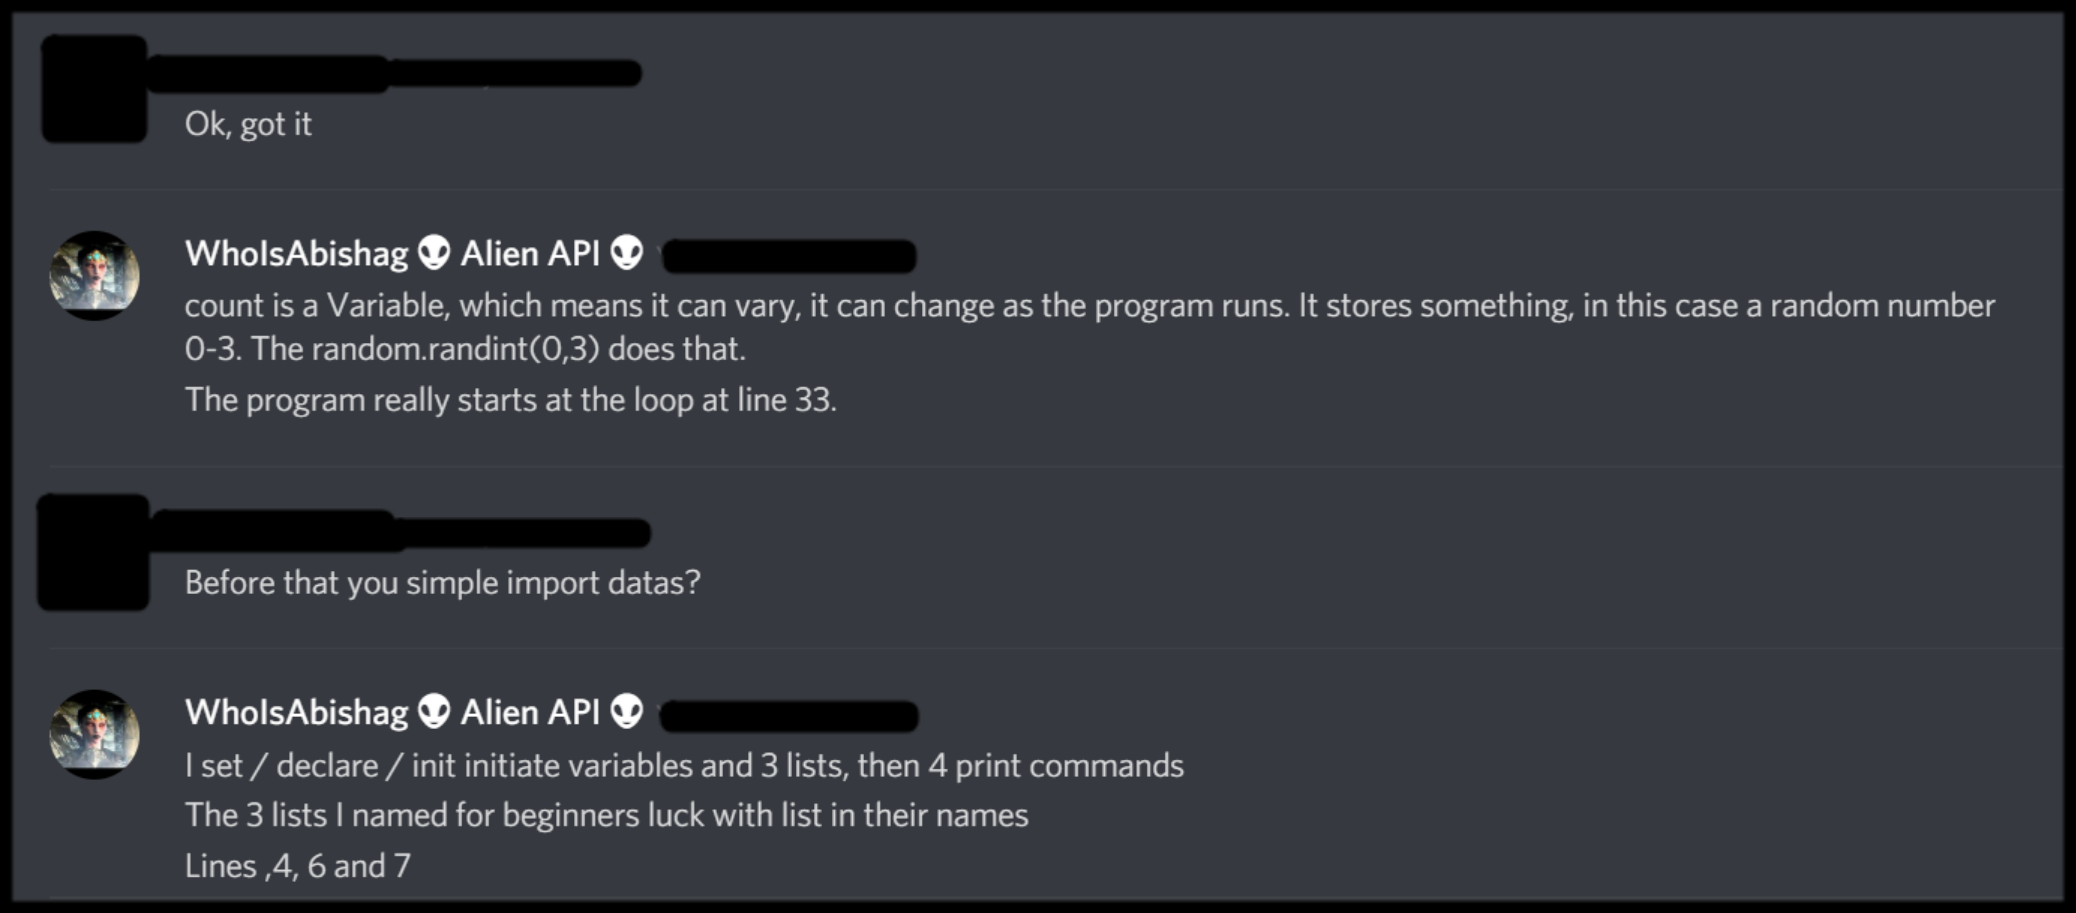 Ok, got it
WhoIsAbishag 👽 Alien API 👽
count is a Variable, which means it can vary, it can change as the program runs. It stores something, in this case a random number
0-3. The random.randint(0,3) does that.
The program really starts at the loop at line 33.
Before that you simple import datas?
WhoIsAbishag 👽 Alien API 👽
I set / declare / init initiate variables and 3 lists, then 4 print commands
The 3 lists I named for beginners luck with list in their names
Lines ,4, 6 and 7